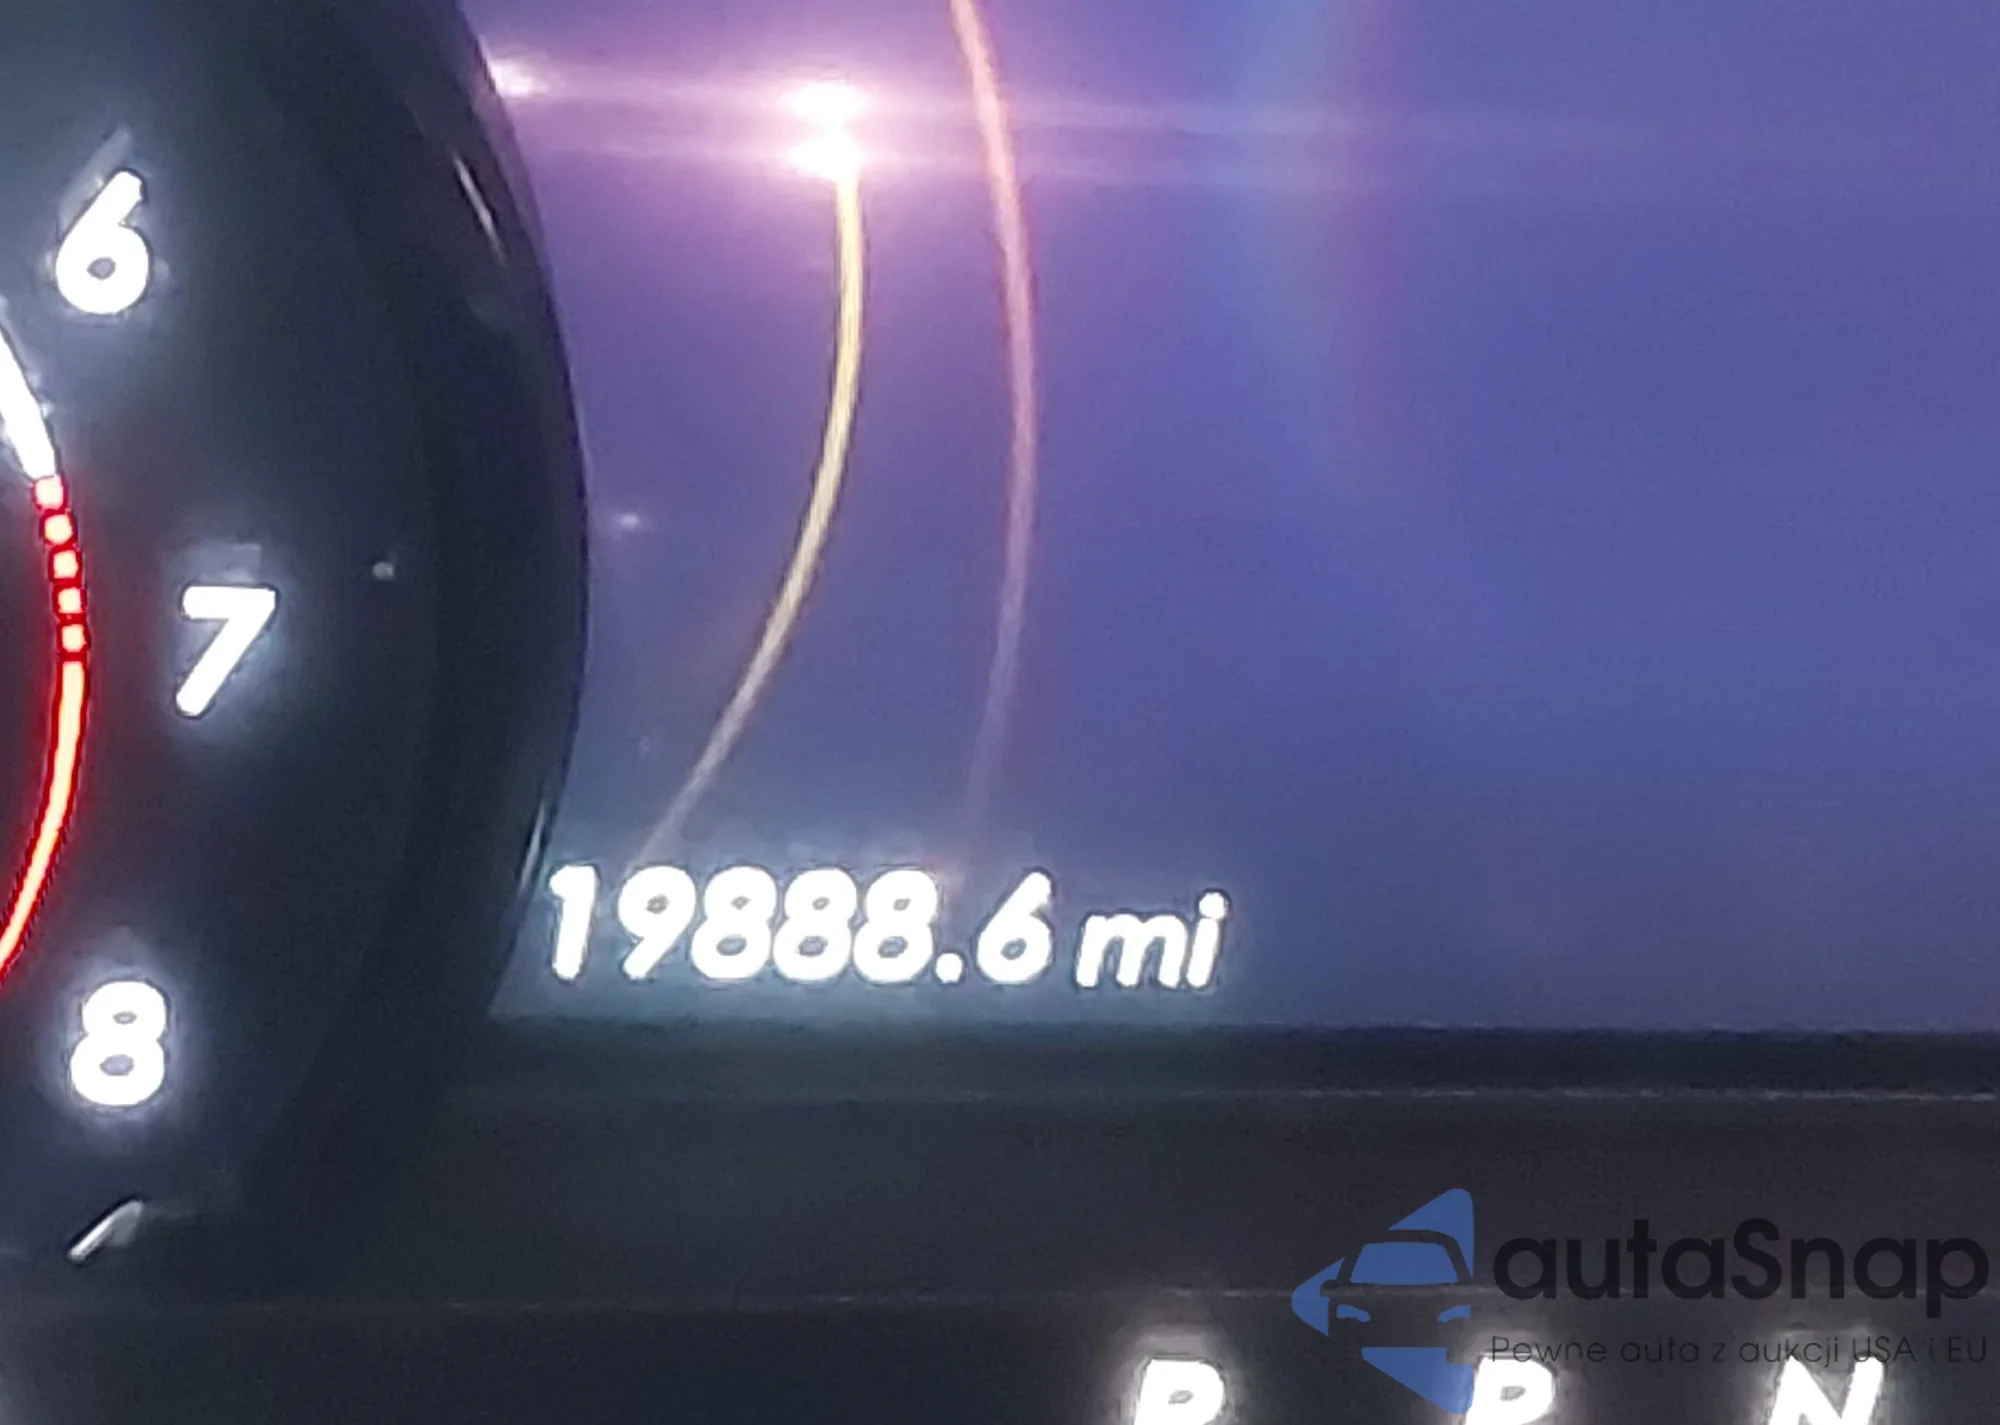 6
7
19888.6 mi
8
autaSnap
Pewne auta z aukcji USA i EU
P R N